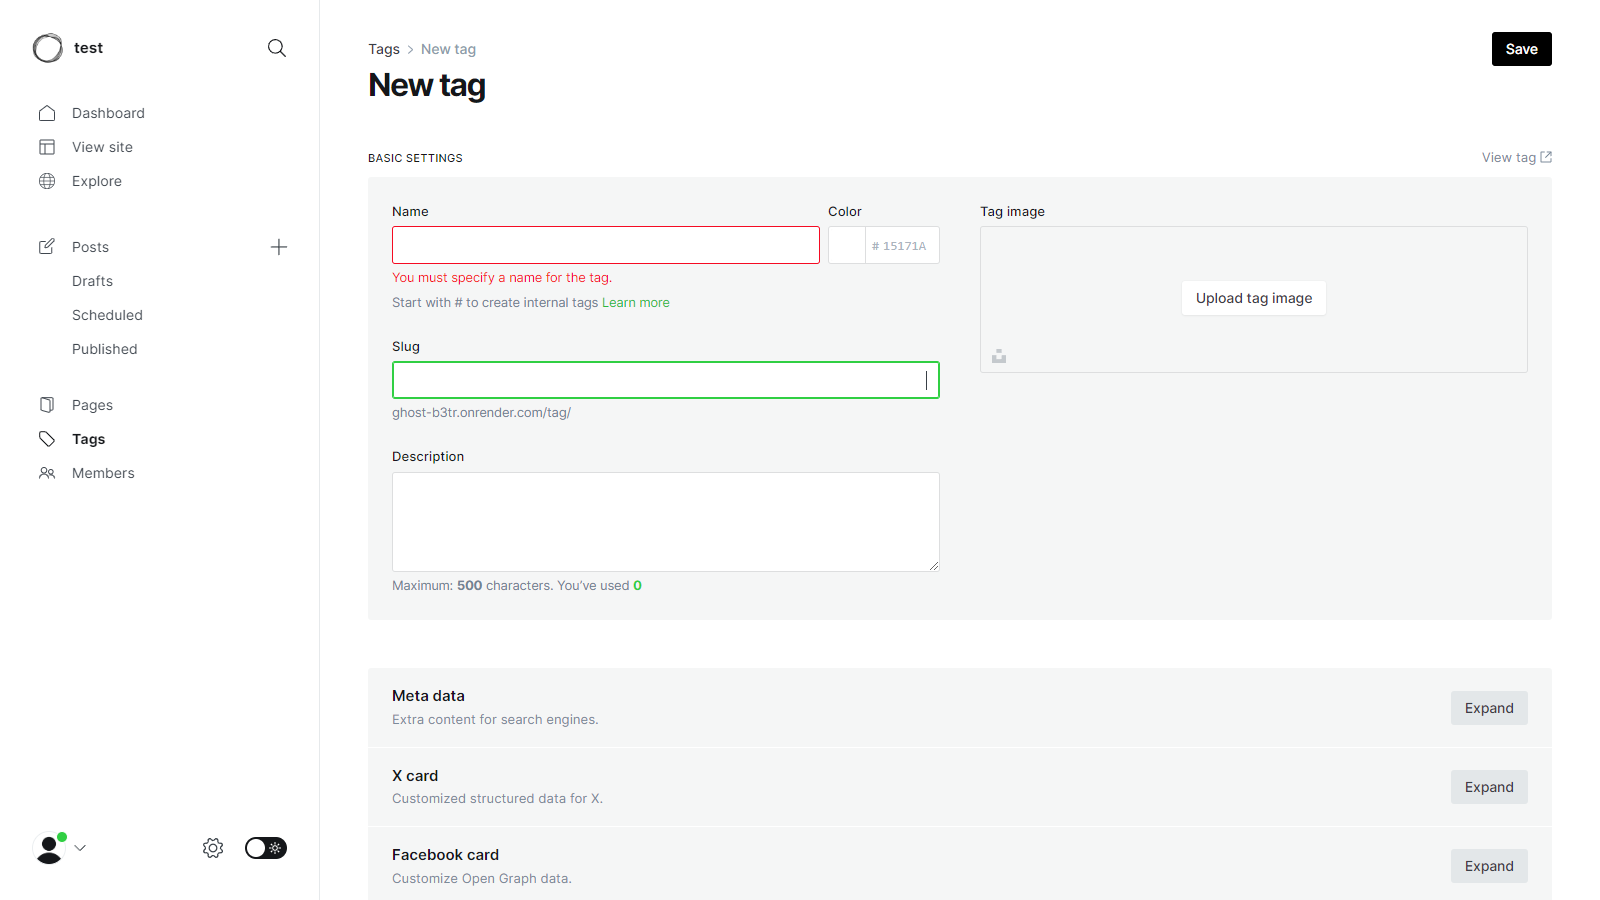 test
Dashboard
View site
Explore
Posts
Drafts
Scheduled
Published
Pages
Tags
Members
Tags > New tag
New tag
Save
BASIC SETTINGS
View tag
Name
You must specify a name for the tag.
Start with # to create internal tags Learn more
Color
# 15171A
Slug
ghost-b3tr.onrender.com/tag/
Description
Maximum: 500 characters. You’ve used 0
Tag image
Upload tag image
Meta data
Extra content for search engines.
Expand
X card
Customized structured data for X.
Expand
Facebook card
Customize Open Graph data.
Expand